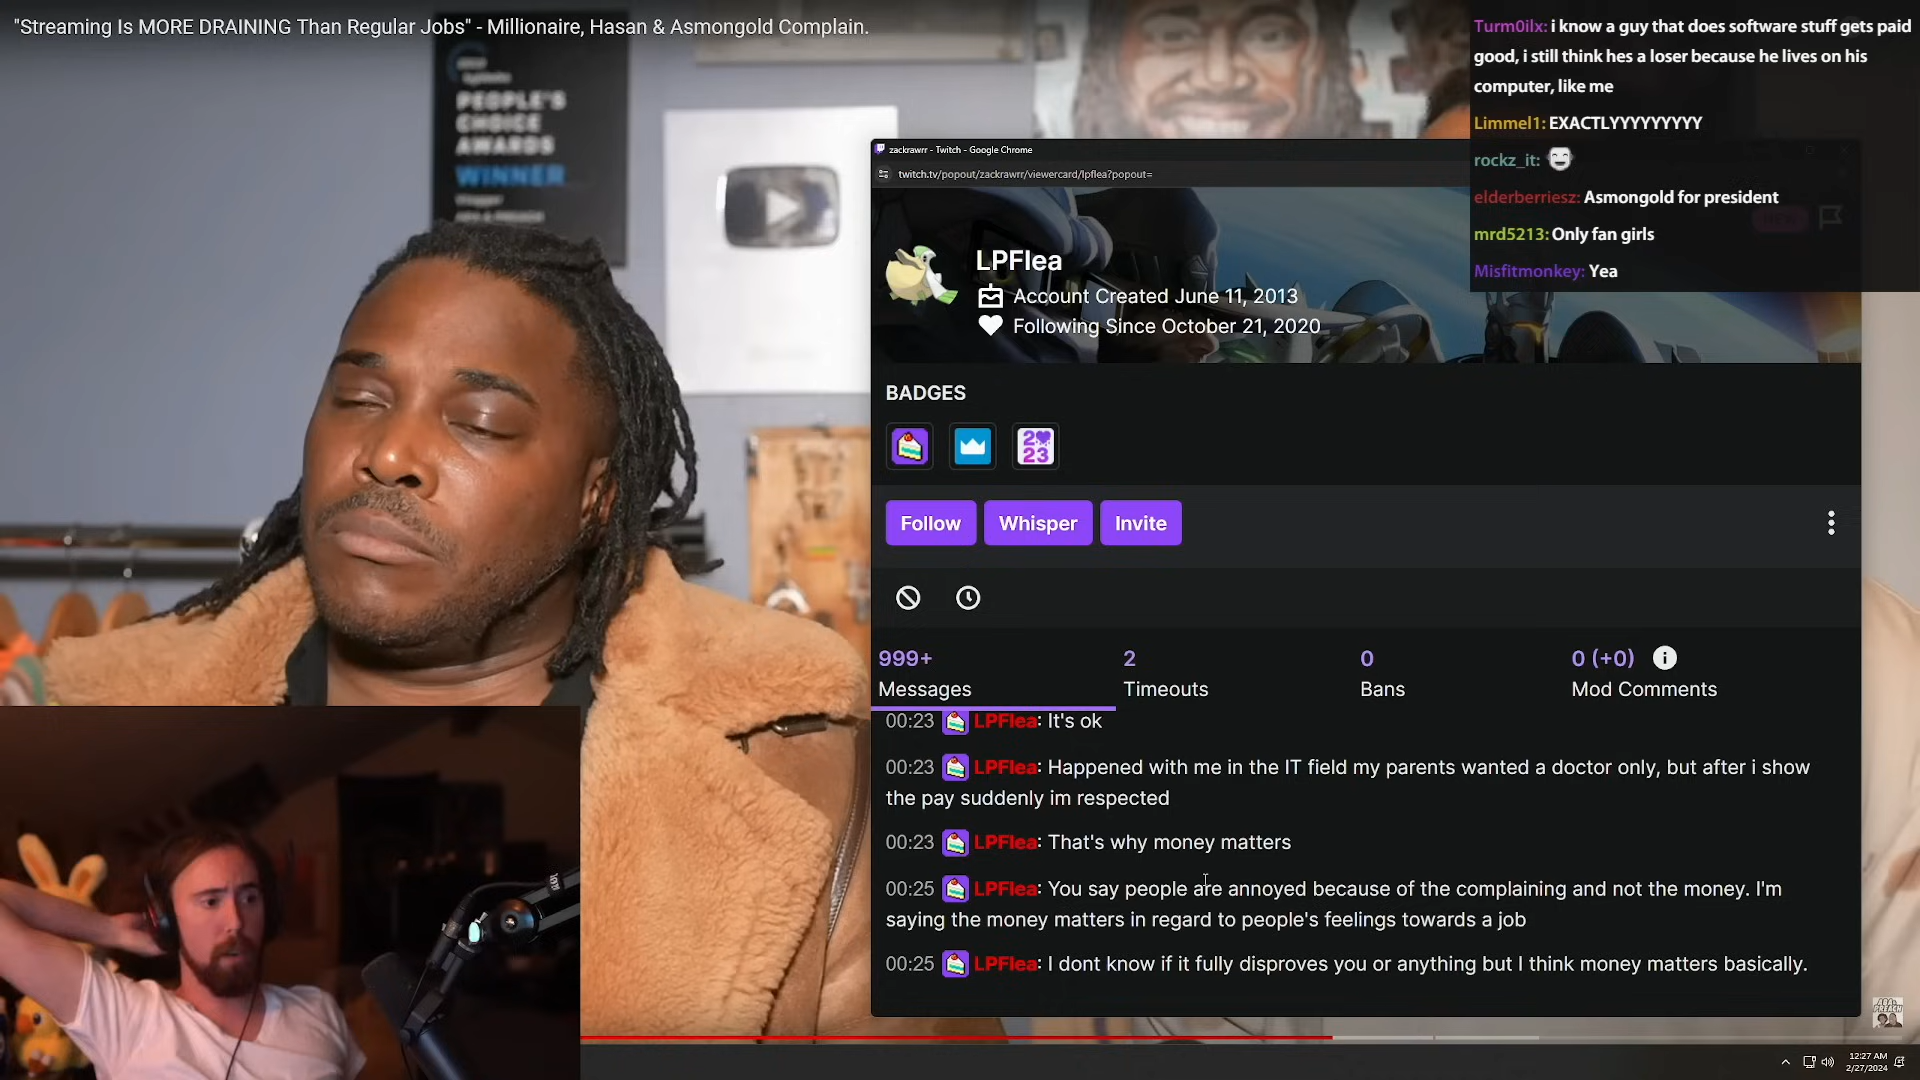 "Streaming Is MORE DRAINING Than Regular Jobs" - Millionaire, Hasan & Asmongold Complain.
PEOPLE'S
CHOICE
AWARDS
WINNER
Turm0ilx: i know a guy that does software stuff gets paid
good, i still think hes a loser because he lives on his
computer, like me
Limmel1: EXACTLYYYYYYYYY
rockz_it:
elderberriesz: Asmongold for president
mrd5213: Only fan girls
Misfitmonkey: Yea
zackrawrr - Twitch - Google Chrome
twitch.tv/popout/zackrawrr/viewercard/lpflea?popout=
LPFlea
Account Created June 11, 2013
Following Since October 21, 2020
BADGES
2 23
Follow Whisper Invite
999+ 2 0 0 (+0)
Messages Timeouts Bans Mod Comments
00:23 LPFlea: It's ok
00:23 LPFlea: Happened with me in the IT field my parents wanted a doctor only, but after i show
the pay suddenly im respected
00:23 LPFlea: That's why money matters
00:25 LPFlea: You say people are annoyed because of the complaining and not the money. I'm
saying the money matters in regard to people's feelings towards a job
00:25 LPFlea: I dont know if it fully disproves you or anything but I think money matters basically.
PREACH
12:27 AM
2/27/2024